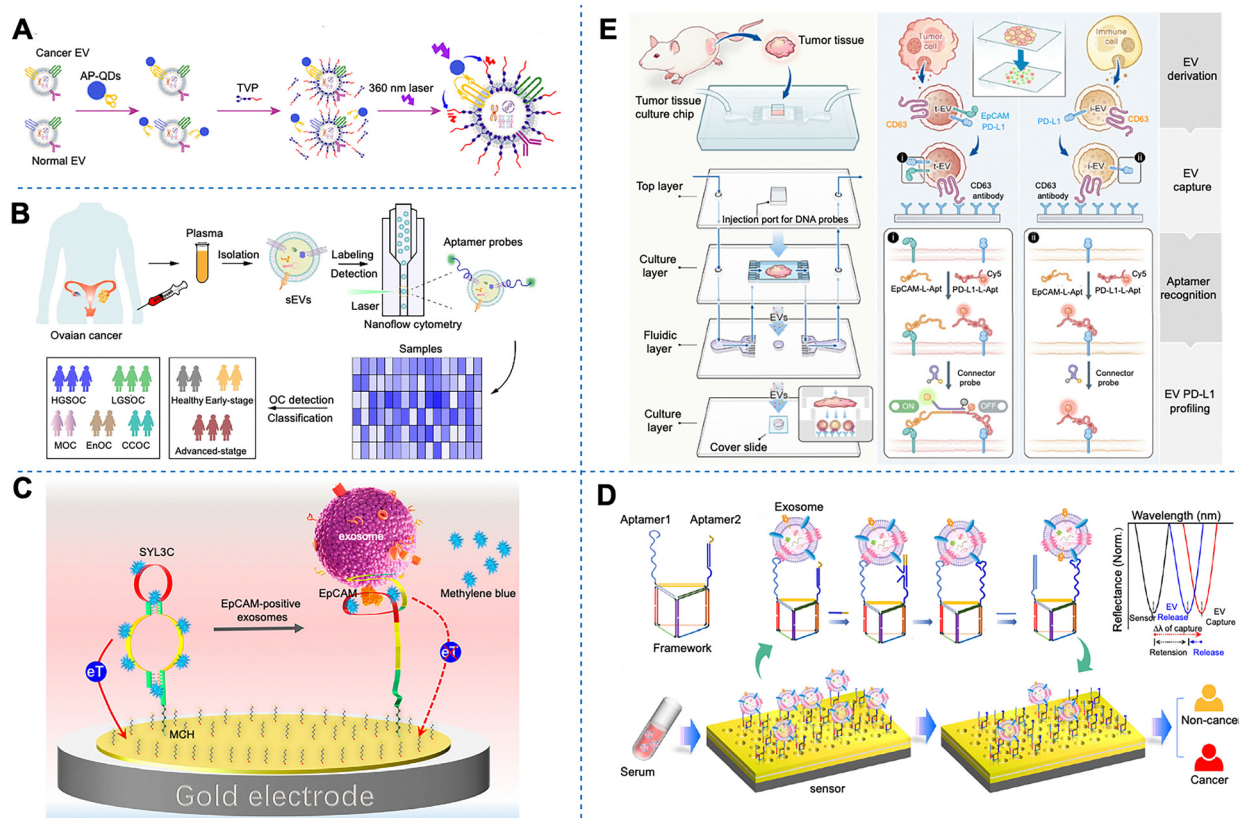 A
Cancer EV
AP-QDs
TVP
360 nm laser
Normal EV
B
Plasma
Isolation
sEVs
Labeling
Detection
Aptamer probes
Laser
Nanoflow cytometry
Ovaian cancer
Samples
HGSOC
LGSOC
MOC
EnOC
CCOC
Healthy
Early-stage
Advanced-statge
OC detection
Classification
C
SYL3C
exosome
EpCAM
Methylene blue
EpCAM-positive
exosomes
eT
eT
MCH
Gold electrode
E
Tumor tissue
Tumor tissue
culture chip
Top layer
Injection port for DNA probes
Culture
layer
EVs
Fluidic
layer
EVs
Culture
layer
Cover slide
Tumor
cell
Immune
cell
t-EV
CD63
EpCAM
PD-L1
i-EV
PD-L1
CD63
i
t-EV
CD63
antibody
ii
i-EV
CD63
antibody
i
EpCAM-L-Apt
Cy5
PD-L1-L-Apt
Connector
probe
ON
OFF
ii
EpCAM-L-Apt
Cy5
PD-L1-L-Apt
Connector
probe
EV
derivation
EV
capture
Aptamer
recognition
EV PD-L1
profiling
D
Aptamer1
Aptamer2
Framework
Exosome
Wavelength (nm)
Reflectance (Norm.)
Sensor
EV
Release
EV
Capture
Δλ of capture
Retension
Release
Serum
sensor
Non-cancer
Cancer